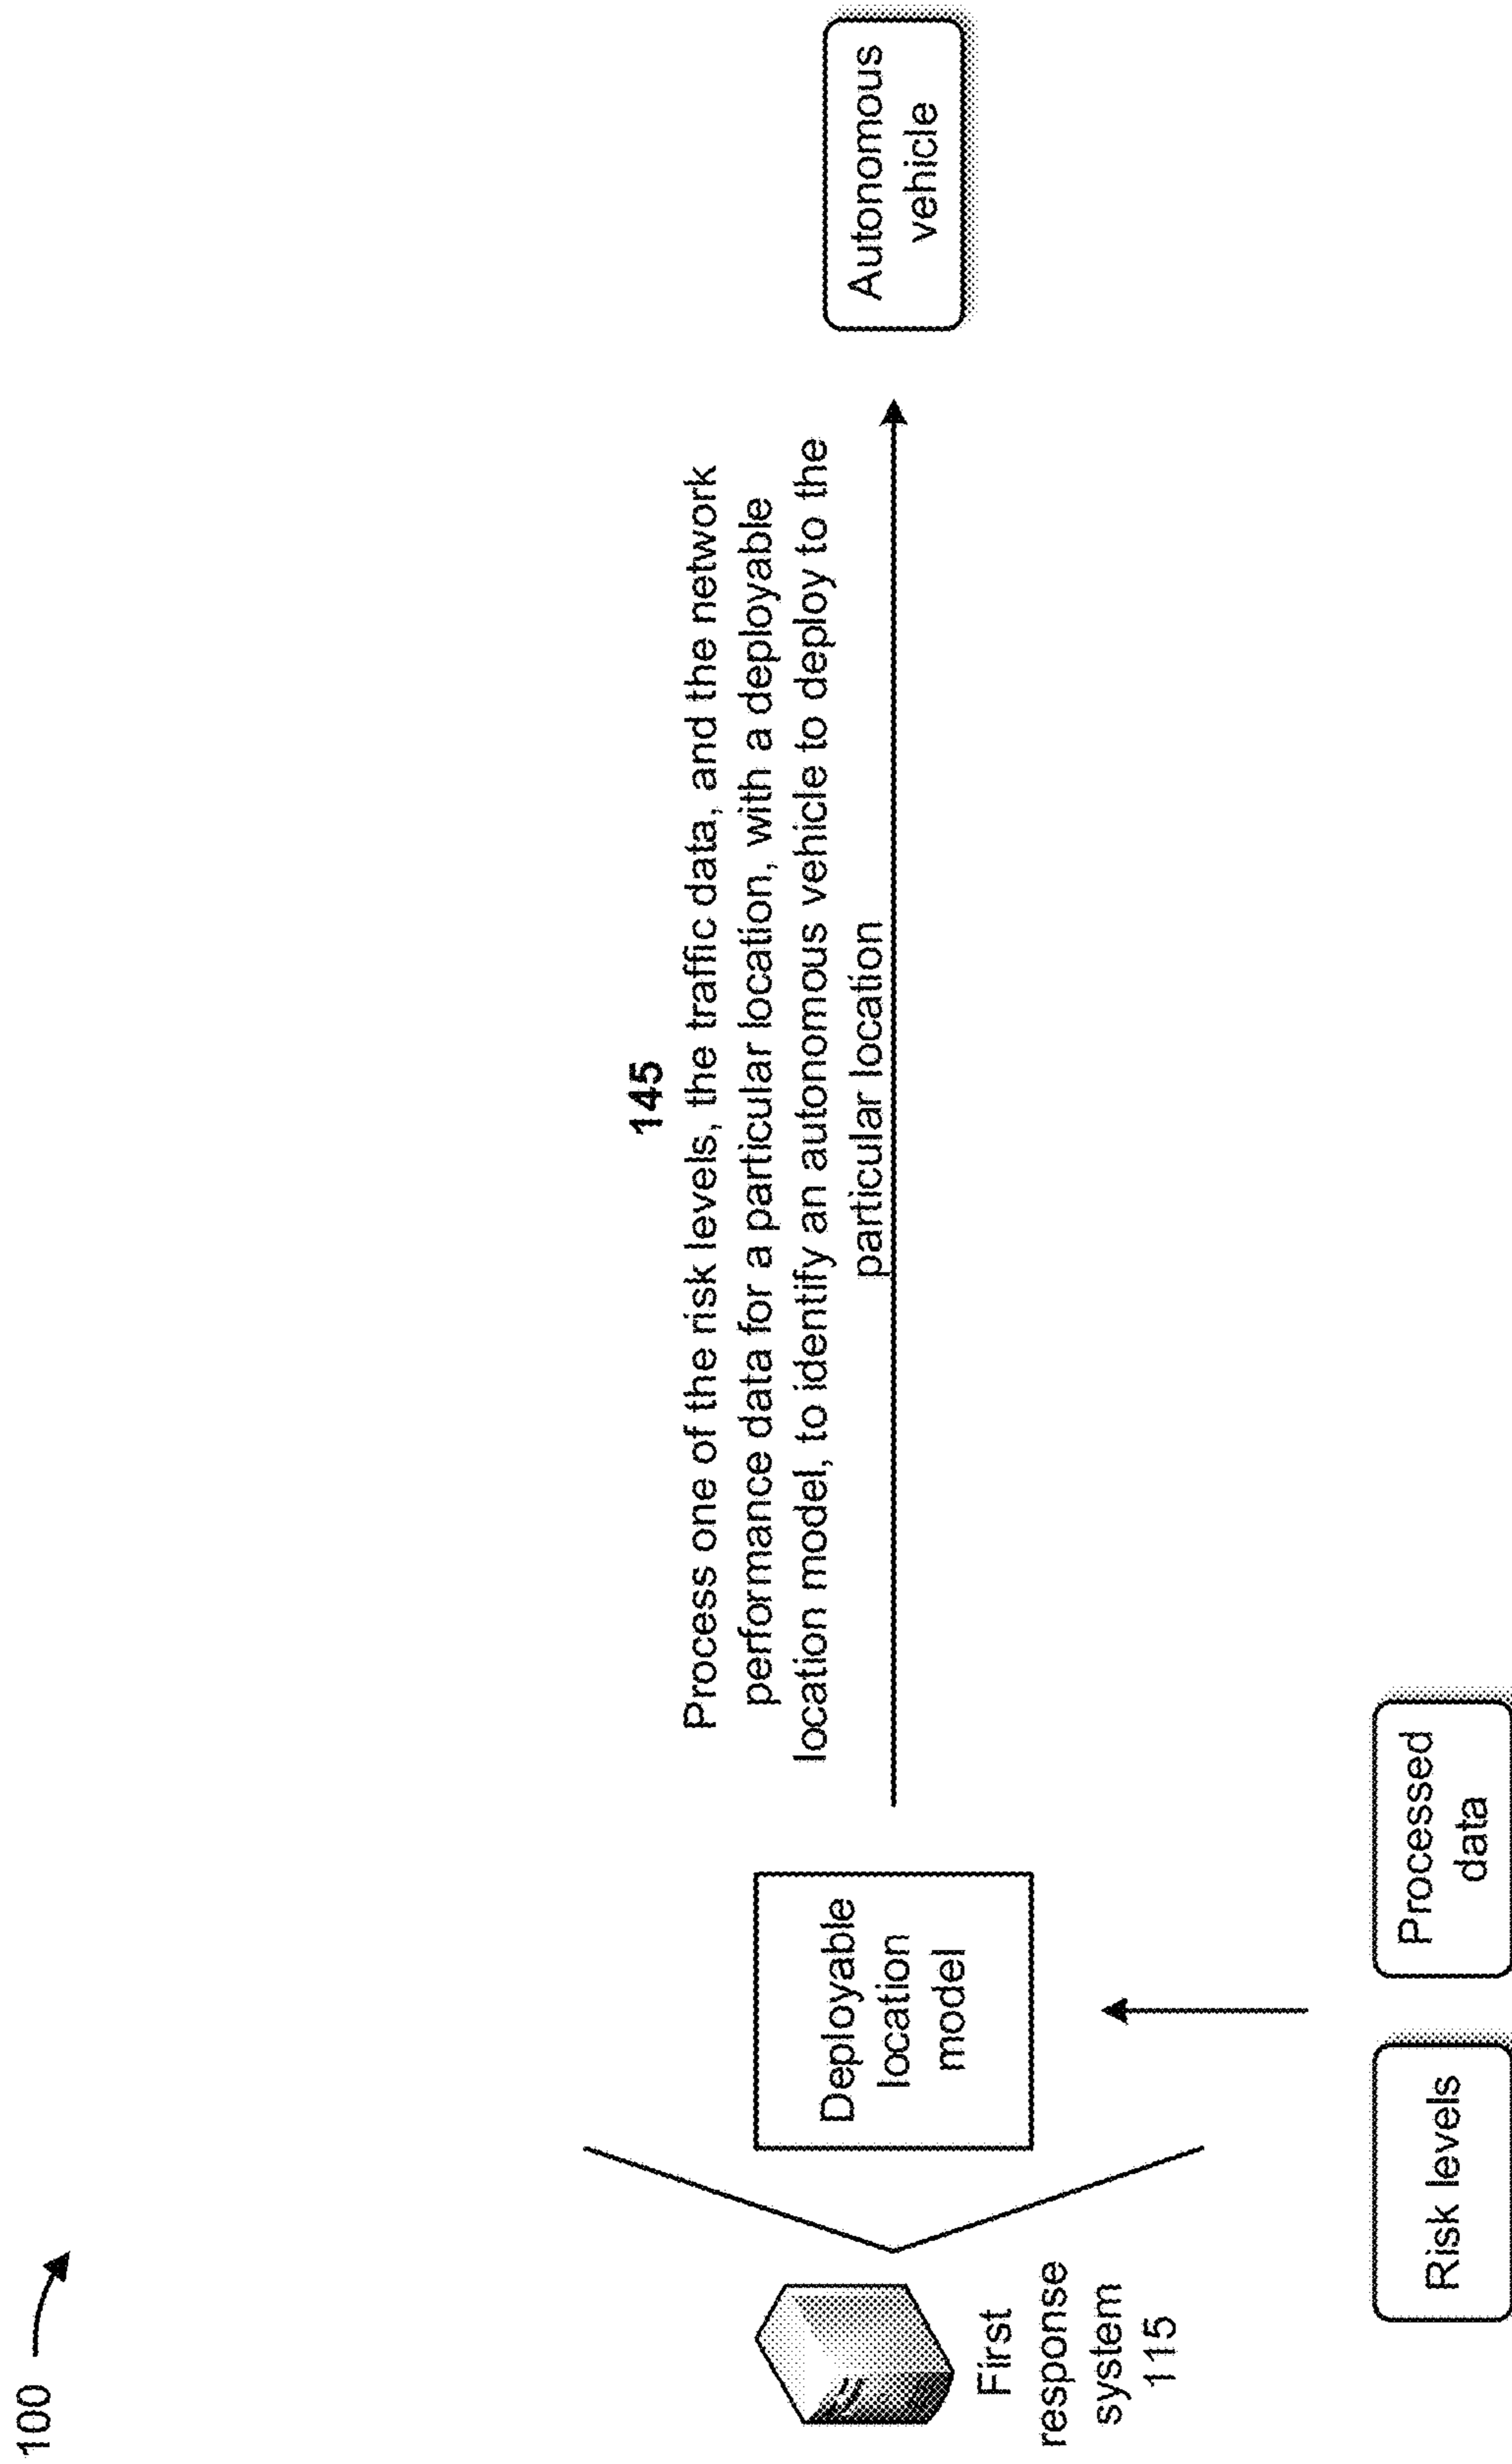 100
145
Process one of the risk levels, the traffic data, and the network
performance data for a particular location, with a deployable
location model, to identify an autonomous vehicle to deploy to the
particular location
First
response
system
115
Deployable
location
model
Autonomous
vehicle
Risk levels
Processed
data